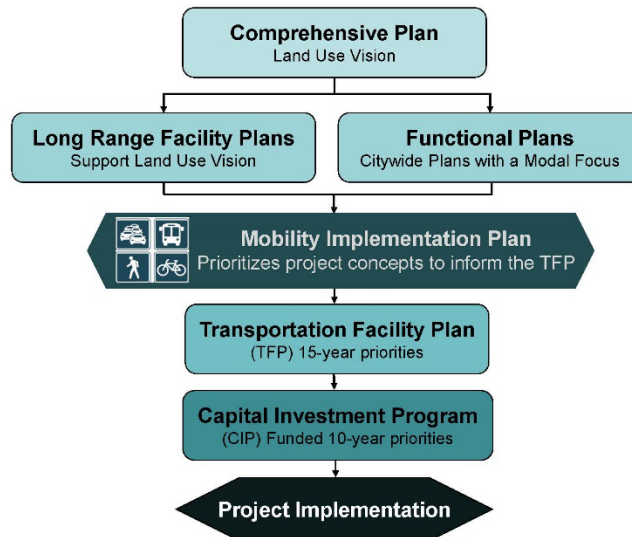 Comprehensive Plan
Land Use Vision
Long Range Facility Plans
Support Land Use Vision
Functional Plans
Citywide Plans with a Modal Focus
Mobility Implementation Plan
Prioritizes project concepts to inform the TFP
Transportation Facility Plan
(TFP) 15-year priorities
Capital Investment Program
(CIP) Funded 10-year priorities
Project Implementation